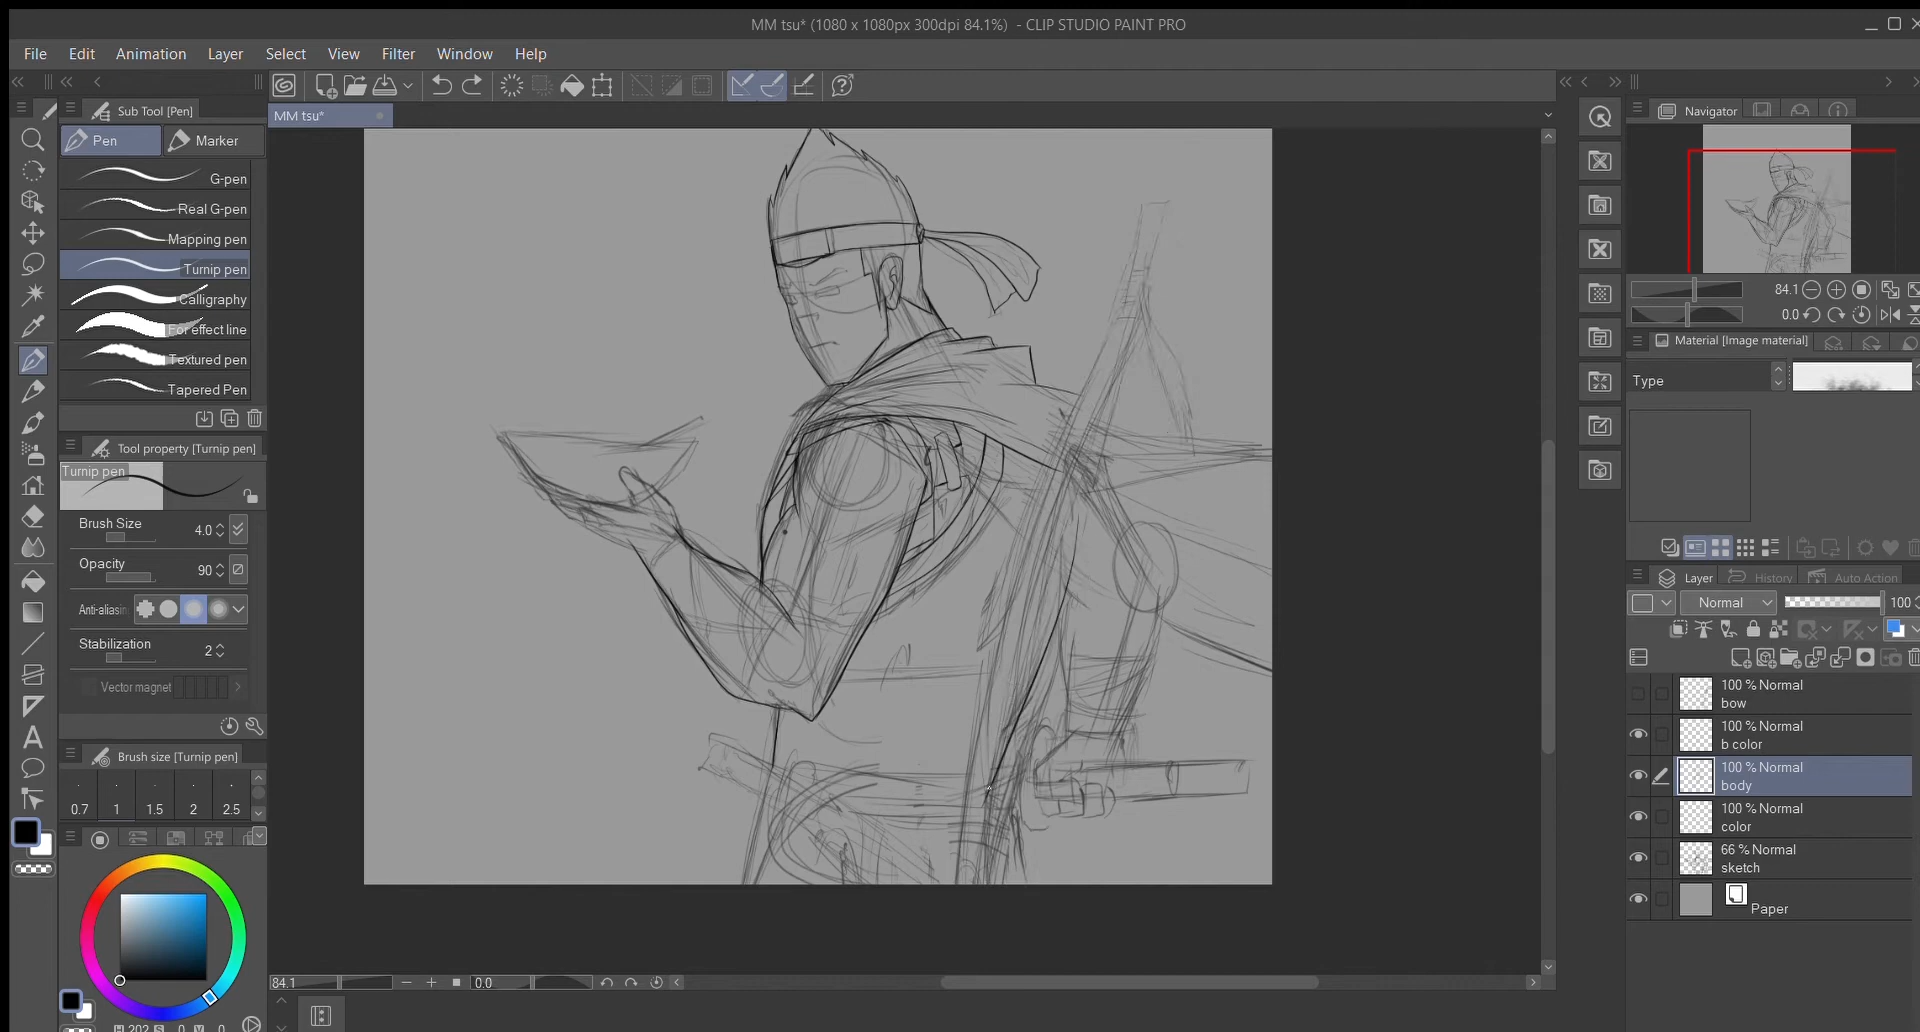 MM tsu* (1080 x 1080px 300dpi 84.1%) - CLIP STUDIO PAINT PRO
File Edit Animation Layer Select View Filter Window Help
Sub Tool [Pen]
Pen Marker
G-pen
Real G-pen
Mapping pen
Turnip pen
Calligraphy
For effect line
Textured pen
Tapered Pen
Tool property [Turnip pen]
Turnip pen
Brush Size 4.0
Opacity 90
Anti-aliasin
Stabilization 2
Vector magnet
Brush size [Turnip pen]
0.7 1 1.5 2 2.5
H 202 S 0 V 0
MM tsu*
84.1 0.0
Navigator
84.1
0.0
Material [Image material]
Type
Layer History Auto Action
Normal 100
100 % Normal
bow
100 % Normal
b color
100 % Normal
body
100 % Normal
color
66 % Normal
sketch
Paper